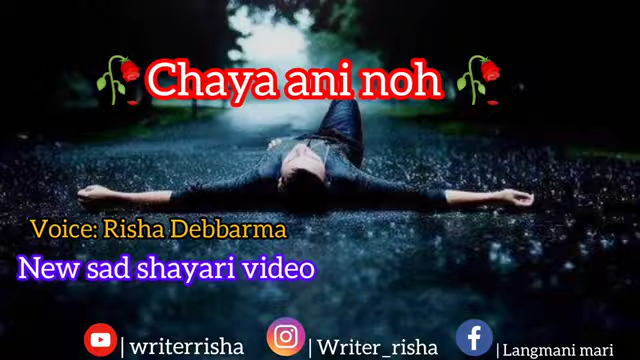 🥀Chaya ani noh🥀
Voice: Risha Debbarma
New sad shayari video
| writerrisha | Writer_risha | Langmani mari